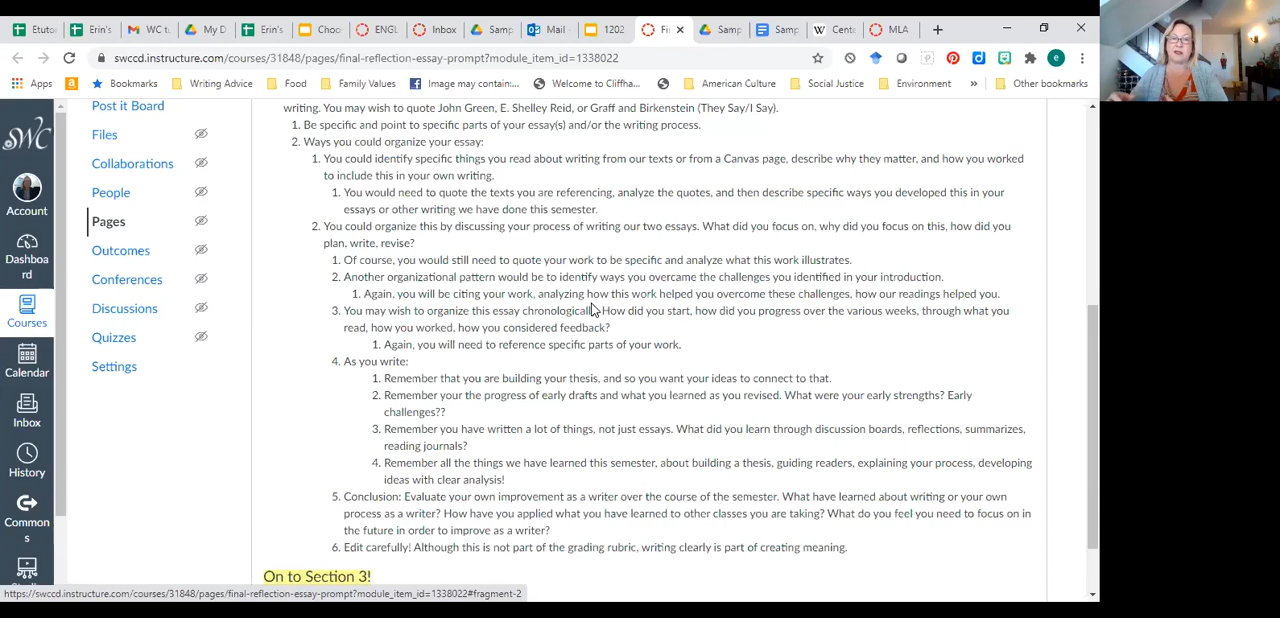 Etuto
Erin's
WC t
My D
Erin's
Choo
ENGL
Inbox
Samp
Mail
1202
Fi
Samp
Samp
Cente
MLA
swccd.instructure.com/courses/31848/pages/final-reflection-essay-prompt?module_item_id=1338022
e
Apps
Bookmarks
Writing Advice
Food
Family Values
Image may contain:...
Welcome to Cliffha...
American Culture
Social Justice
Environment
»
Other bookmarks
SWC
Account
Dashboa
rd
Courses
Calendar
Inbox
History
Common
s
Post it Board
Files
Collaborations
People
Pages
Outcomes
Conferences
Discussions
Quizzes
Settings
writing. You may wish to quote John Green, E. Shelley Reid, or Graff and Birkenstein (They Say/I Say).
1. Be specific and point to specific parts of your essay(s) and/or the writing process.
2. Ways you could organize your essay:
1. You could identify specific things you read about writing from our texts or from a Canvas page, describe why they matter, and how you worked
to include this in your own writing.
1. You would need to quote the texts you are referencing, analyze the quotes, and then describe specific ways you developed this in your
essays or other writing we have done this semester.
2. You could organize this by discussing your process of writing our two essays. What did you focus on, why did you focus on this, how did you
plan, write, revise?
1. Of course, you would still need to quote your work to be specific and analyze what this work illustrates.
2. Another organizational pattern would be to identify ways you overcame the challenges you identified in your introduction.
1. Again, you will be citing your work, analyzing how this work helped you overcome these challenges, how our readings helped you.
3. You may wish to organize this essay chronologically. How did you start, how did you progress over the various weeks, through what you
read, how you worked, how you considered feedback?
1. Again, you will need to reference specific parts of your work.
4. As you write:
1. Remember that you are building your thesis, and so you want your ideas to connect to that.
2. Remember your the progress of early drafts and what you learned as you revised. What were your early strengths? Early
challenges??
3. Remember you have written a lot of things, not just essays. What did you learn through discussion boards, reflections, summarizes,
reading journals?
4. Remember all the things we have learned this semester, about building a thesis, guiding readers, explaining your process, developing
ideas with clear analysis!
5. Conclusion: Evaluate your own improvement as a writer over the course of the semester. What have learned about writing or your own
process as a writer? How have you applied what you have learned to other classes you are taking? What do you feel you need to focus on in
the future in order to improve as a writer?
6. Edit carefully! Although this is not part of the grading rubric, writing clearly is part of creating meaning.
On to Section 3!
https://swccd.instructure.com/courses/31848/pages/final-reflection-essay-prompt?module_item_id=1338022#fragment-2